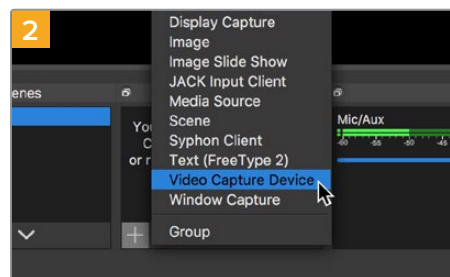 2
Display Capture
Image
Image Slide Show
JACK Input Client
Media Source
Scene
Syphon Client
Text (FreeType 2)
Video Capture Device
Window Capture
Group
enes
You
C
or r
Mic/Aux
-60 -55 -50 -45